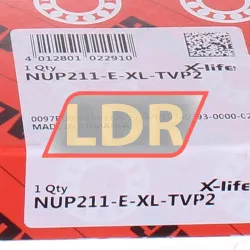 4 012801 022910
1 Qty
X-life
NUP211-E-XL-TVP2
LDR
1 Qty
X-life
NUP211-E-XL-TVP2